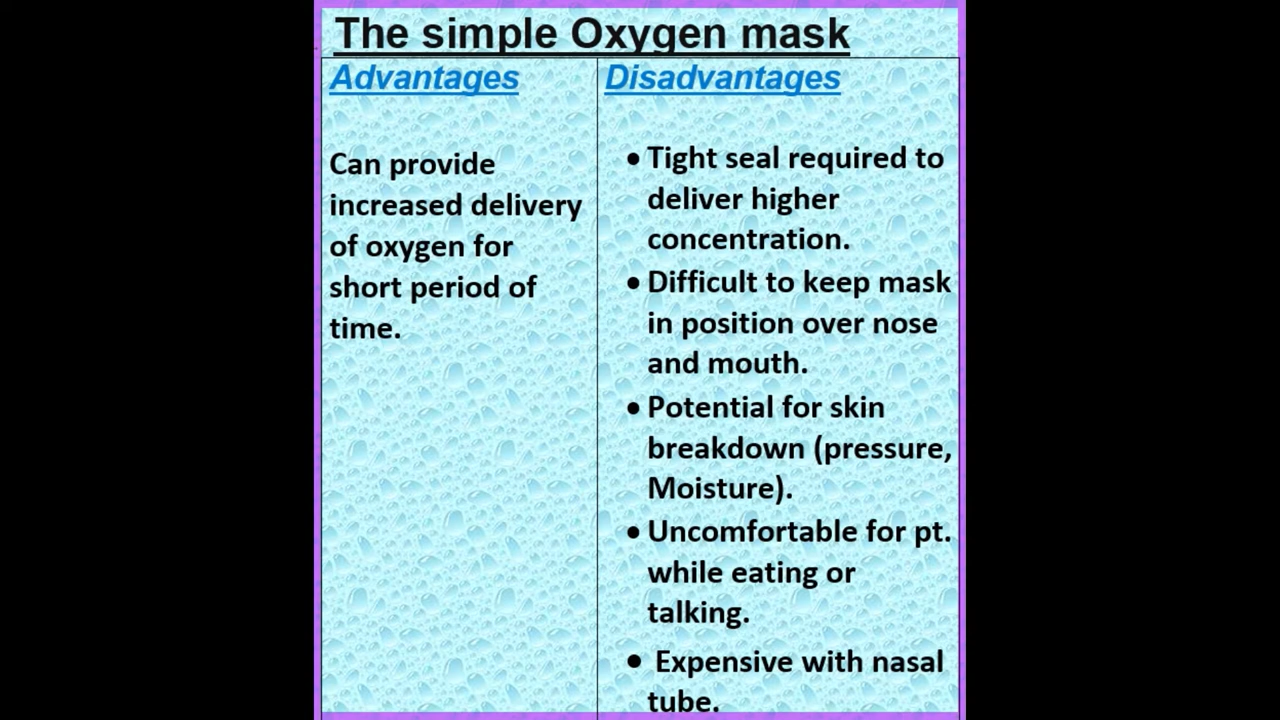 The simple Oxygen mask
Advantages
Can provide
increased delivery
of oxygen for
short period of
time.
Disadvantages
• Tight seal required to
deliver higher
concentration.
• Difficult to keep mask
in position over nose
and mouth.
• Potential for skin
breakdown (pressure,
Moisture).
• Uncomfortable for pt.
while eating or
talking.
• Expensive with nasal
tube.